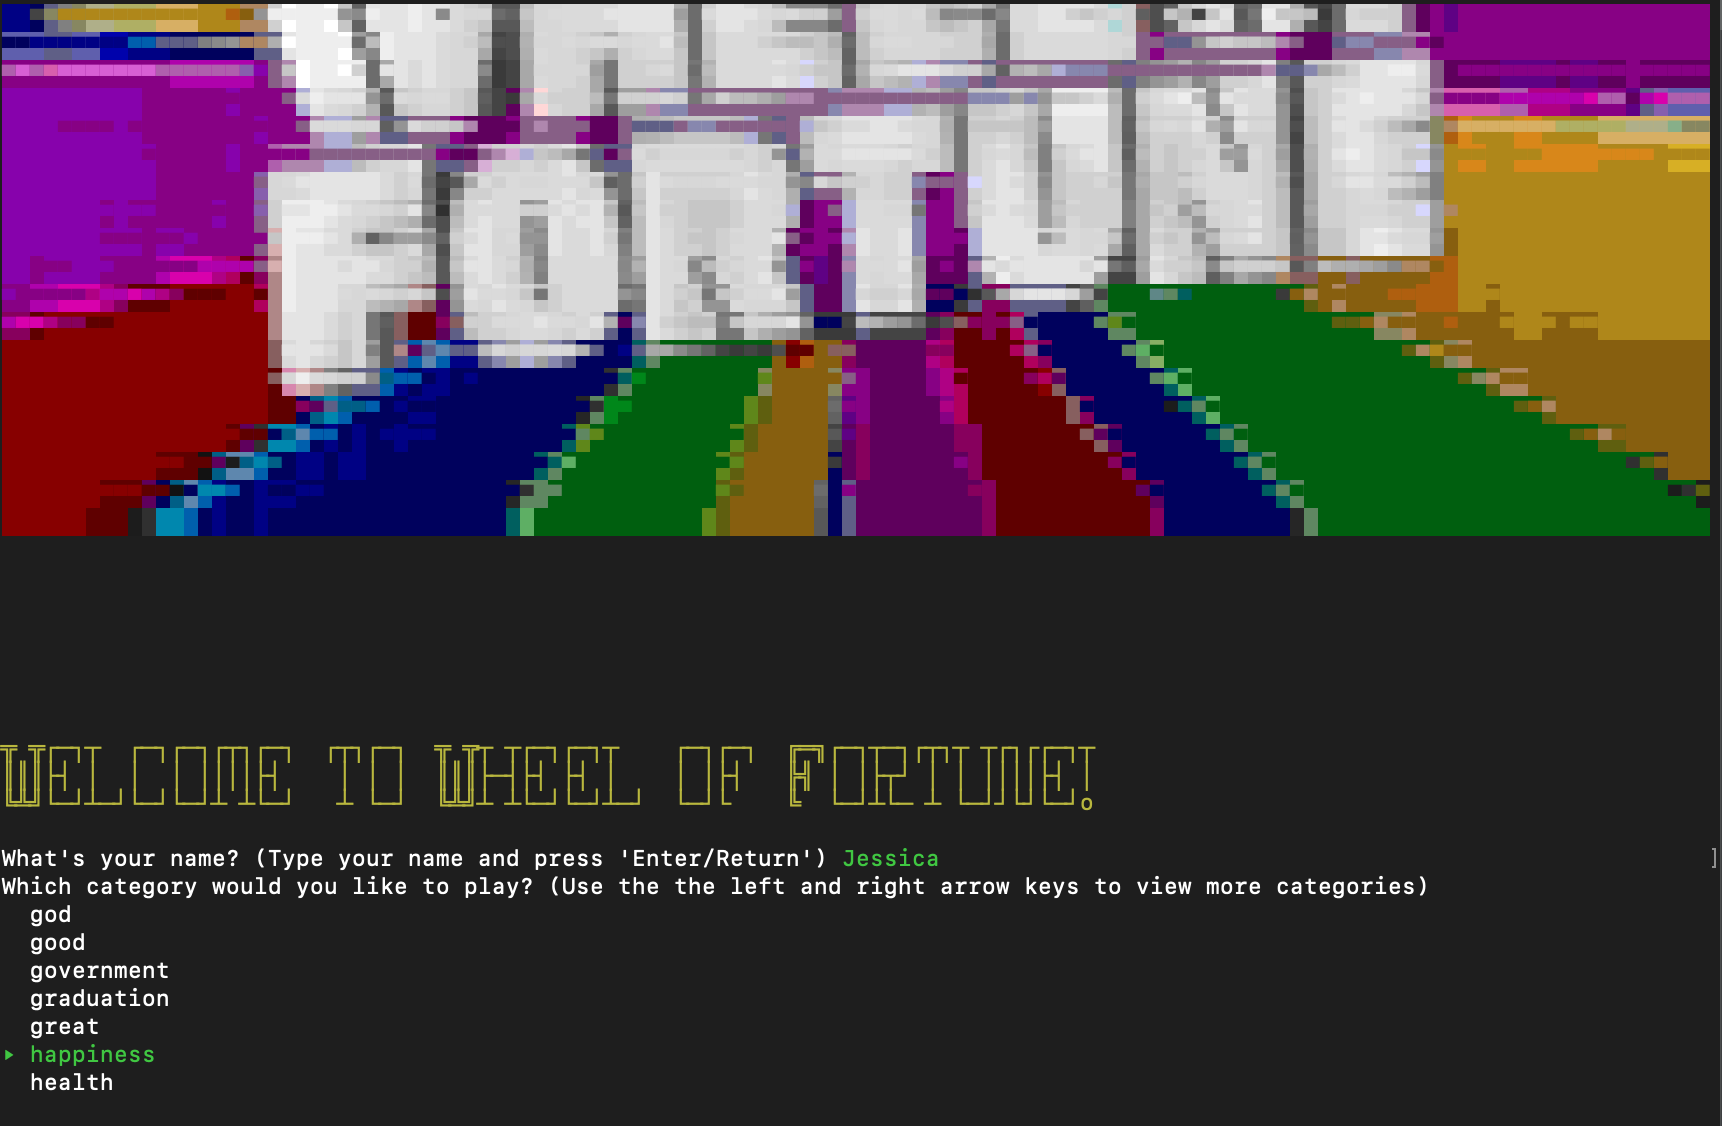 FORTUNE
WELCOME TO WHEEL OF FORTUNE!
What's your name? (Type your name and press 'Enter/Return') Jessica ]
Which category would you like to play? (Use the the left and right arrow keys to view more categories)
god
good
government
graduation
great
▸ happiness
health